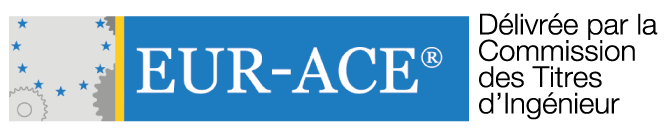 EUR-ACE®
Délivrée par la
Commission
des Titres
d'Ingénieur